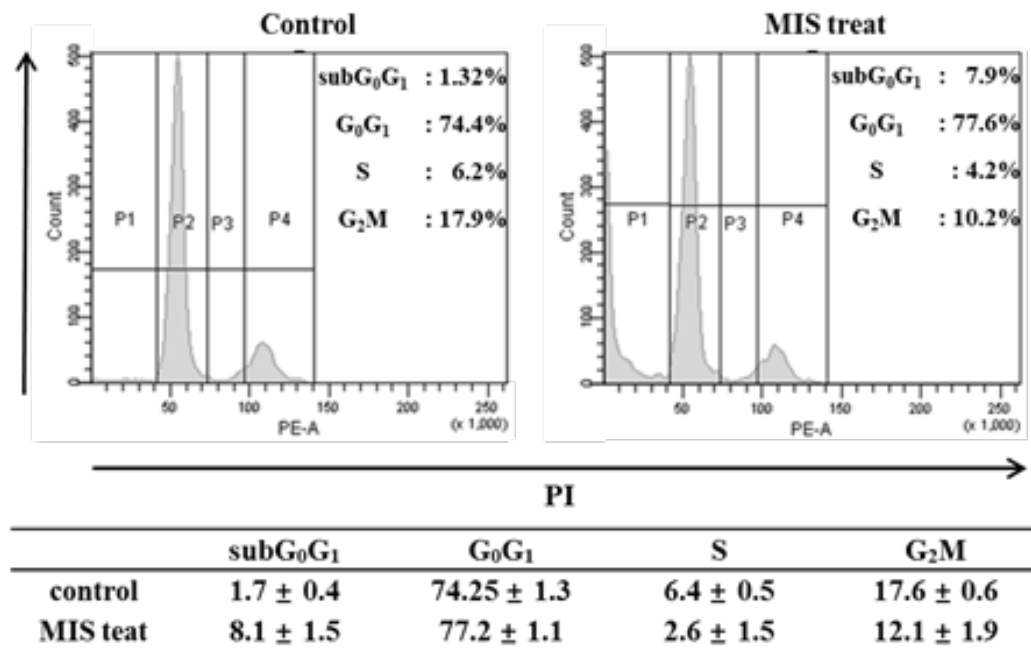 Control
500
400
300
200
100
0
Count
P1 P2 P3 P4
subG₀G₁ : 1.32%
G₀G₁ : 74.4%
S : 6.2%
G₂M : 17.9%
50 100 150 200 250
PE-A (x 1,000)
MIS treat
500
400
300
200
100
0
Count
P1 P2 P3 P4
subG₀G₁ : 7.9%
G₀G₁ : 77.6%
S : 4.2%
G₂M : 10.2%
50 100 150 200 250
PE-A (x 1,000)
PI
subG₀G₁ G₀G₁ S G₂M
control 1.7 ± 0.4 74.25 ± 1.3 6.4 ± 0.5 17.6 ± 0.6
MIS teat 8.1 ± 1.5 77.2 ± 1.1 2.6 ± 1.5 12.1 ± 1.9